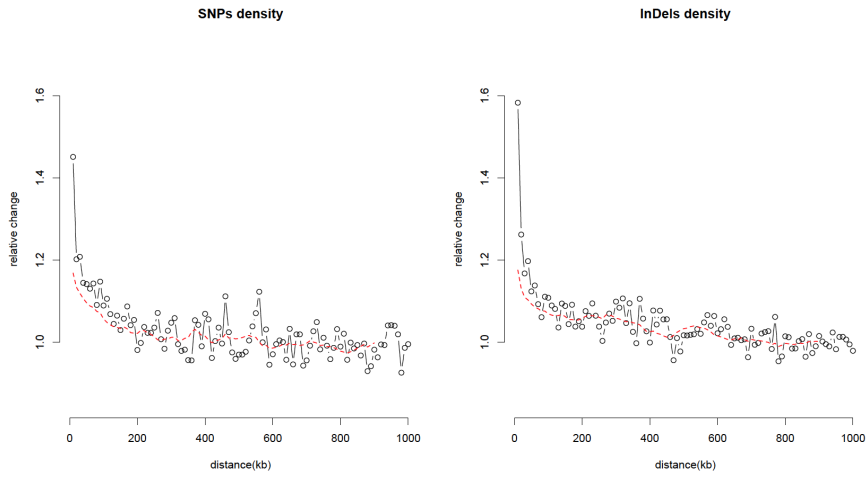 SNPs density
relative change
1.0 1.2 1.4 1.6
0 200 400 600 800 1000
distance(kb)
InDels density
relative change
1.0 1.2 1.4 1.6
0 200 400 600 800 1000
distance(kb)